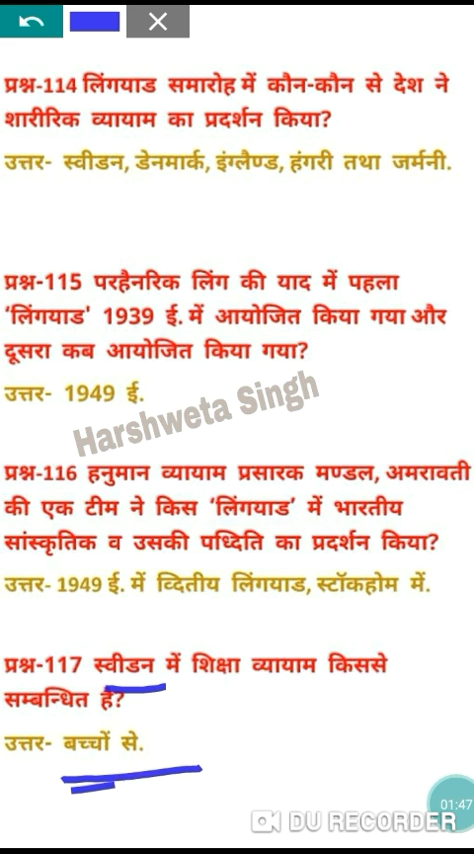 प्रश्न-114 लिंगयाड समारोह में कौन-कौन से देश ने
शारीरिक व्यायाम का प्रदर्शन किया?
उत्तर- स्वीडन, डेनमार्क, इंग्लैण्ड, हंगरी तथा जर्मनी.
प्रश्न-115 परहैनरिक लिंग की याद में पहला
'लिंगयाड' 1939 ई. में आयोजित किया गया और
दूसरा कब आयोजित किया गया?
उत्तर- 1949 ई.
Harshweta Singh
प्रश्न-116 हनुमान व्यायाम प्रसारक मण्डल, अमरावती
की एक टीम ने किस 'लिंगयाड' में भारतीय
सांस्कृतिक व उसकी पध्दिति का प्रदर्शन किया?
उत्तर- 1949 ई. में व्दितीय लिंगयाड, स्टॉकहोम में.
प्रश्न-117 स्वीडन में शिक्षा व्यायाम किससे
सम्बन्धित है?
उत्तर- बच्चों से.
01:47
DU RECORDER